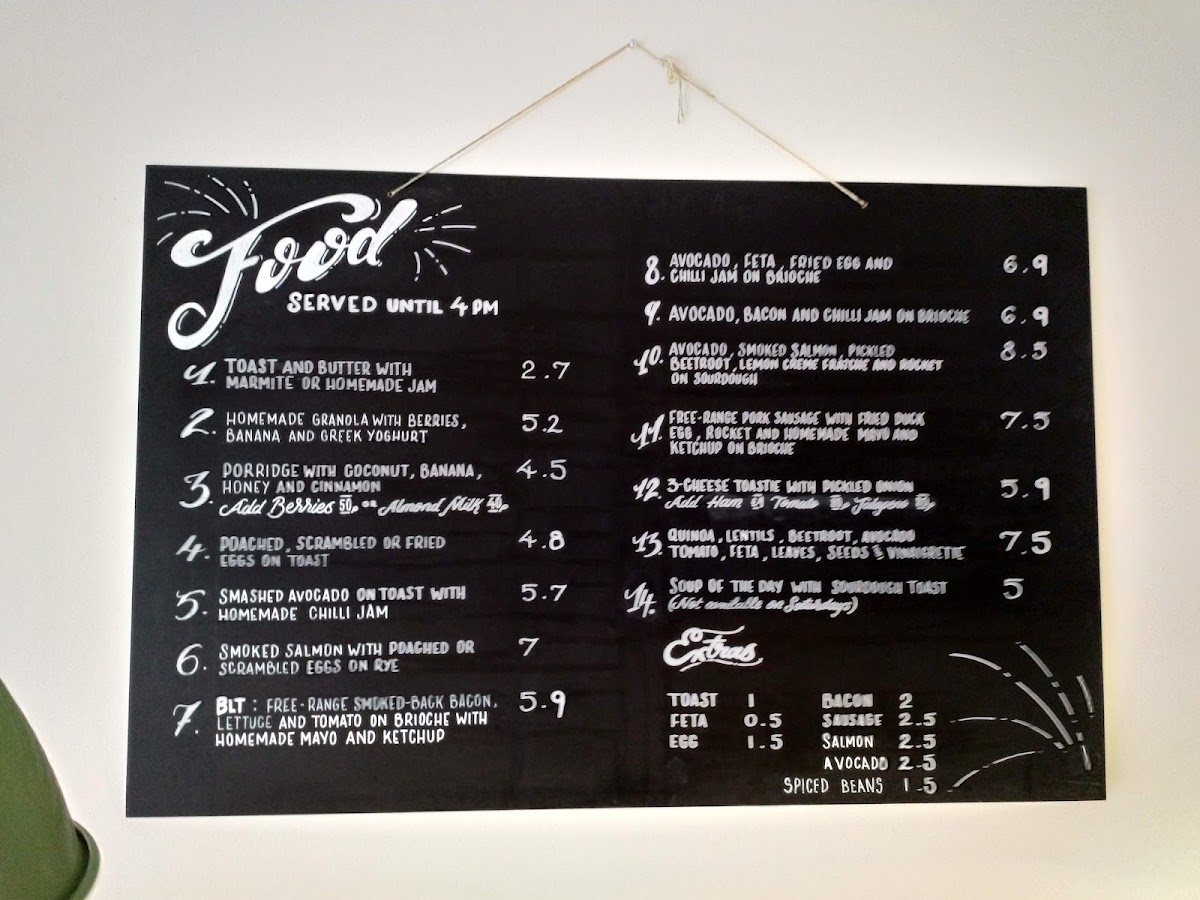 Food
SERVED UNTIL 4 PM
1. TOAST AND BUTTER WITH 2.7
MARMITE OR HOMEMADE JAM
2. HOMEMADE GRANOLA WITH BERRIES, 5.2
BANANA AND GREEK YOGHURT
3. PORRIDGE WITH COCONUT, BANANA, 4.5
HONEY AND CINNAMON
Add Berries 50p or Almond Milk 40p
4. POACHED, SCRAMBLED OR FRIED 4.8
EGGS ON TOAST
5. SMASHED AVOCADO ON TOAST WITH 5.7
HOMEMADE CHILLI JAM
6. SMOKED SALMON WITH POACHED OR 7
SCRAMBLED EGGS ON RYE
7. BLT : FREE-RANGE SMOKED-BACK BACON, 5.9
LETTUCE AND TOMATO ON BRIOCHE WITH
HOMEMADE MAYO AND KETCHUP
8. AVOCADO, FETA, FRIED EGG AND 6.9
CHILLI JAM ON BRIOCHE
9. AVOCADO, BACON AND CHILLI JAM ON BRIOCHE 6.9
10. AVOCADO, SMOKED SALMON, PICKLED 8.5
BEETROOT, LEMON CRÈME FRAICHE AND ROCKET
ON SOURDOUGH
11. FREE-RANGE PORK SAUSAGE WITH FRIED DUCK 7.5
EGG, ROCKET AND HOMEMADE MAYO AND
KETCHUP ON BRIOCHE
12. 3-CHEESE TOASTIE WITH PICKLED ONION 5.9
Add Ham Tomato Jalapeno
13. QUINOA, LENTILS, BEETROOT, AVOCADO 7.5
TOMATO, FETA, LEAVES, SEEDS & VINAIGRETTE
14. SOUP OF THE DAY WITH SOURDOUGH TOAST 5
(Not available on Saturdays)
Extras
TOAST 1 BACON 2
FETA 0.5 SAUSAGE 2.5
EGG 1.5 SALMON 2.5
AVOCADO 2.5
SPICED BEANS 1.5